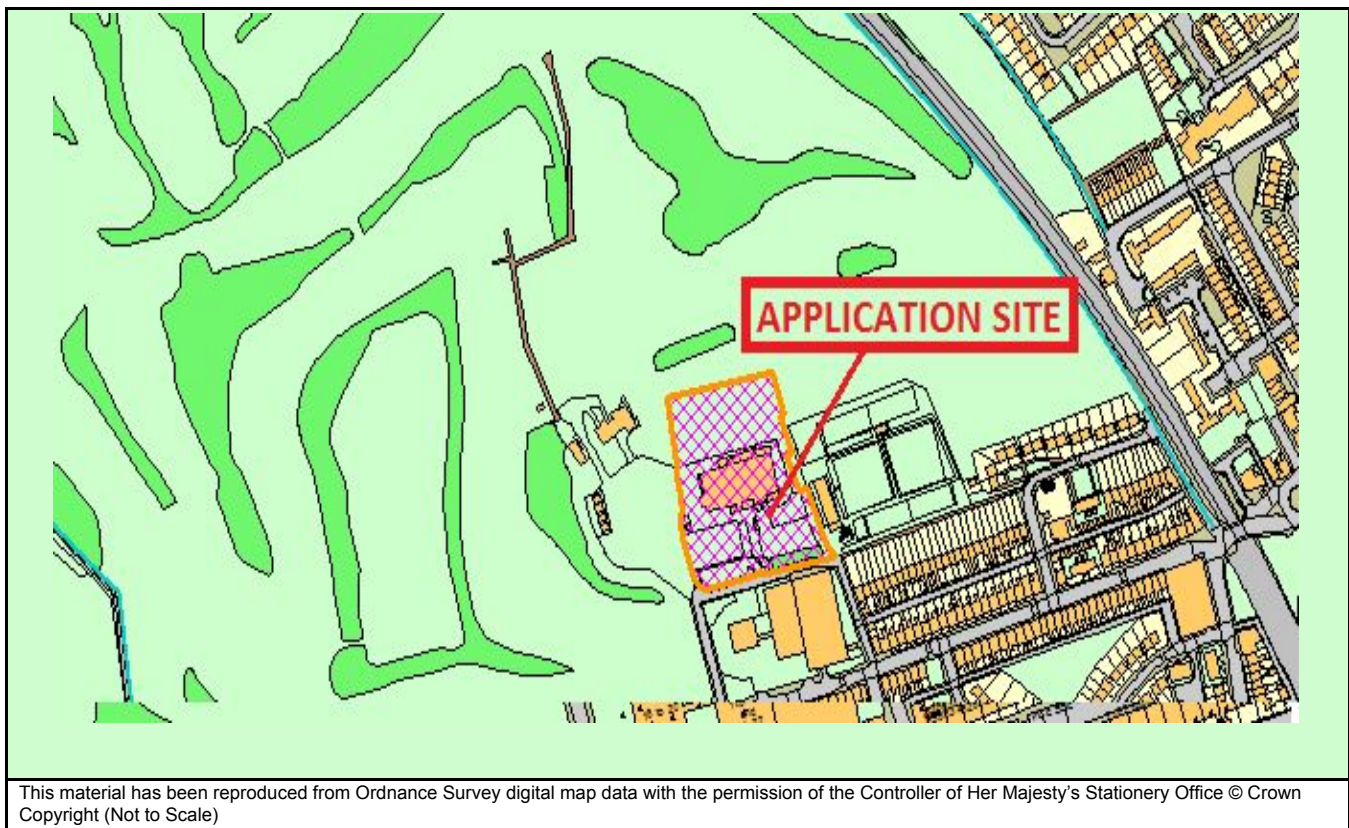 APPLICATION SITE
This material has been reproduced from Ordnance Survey digital map data with the permission of the Controller of Her Majesty's Stationery Office © Crown
Copyright (Not to Scale)